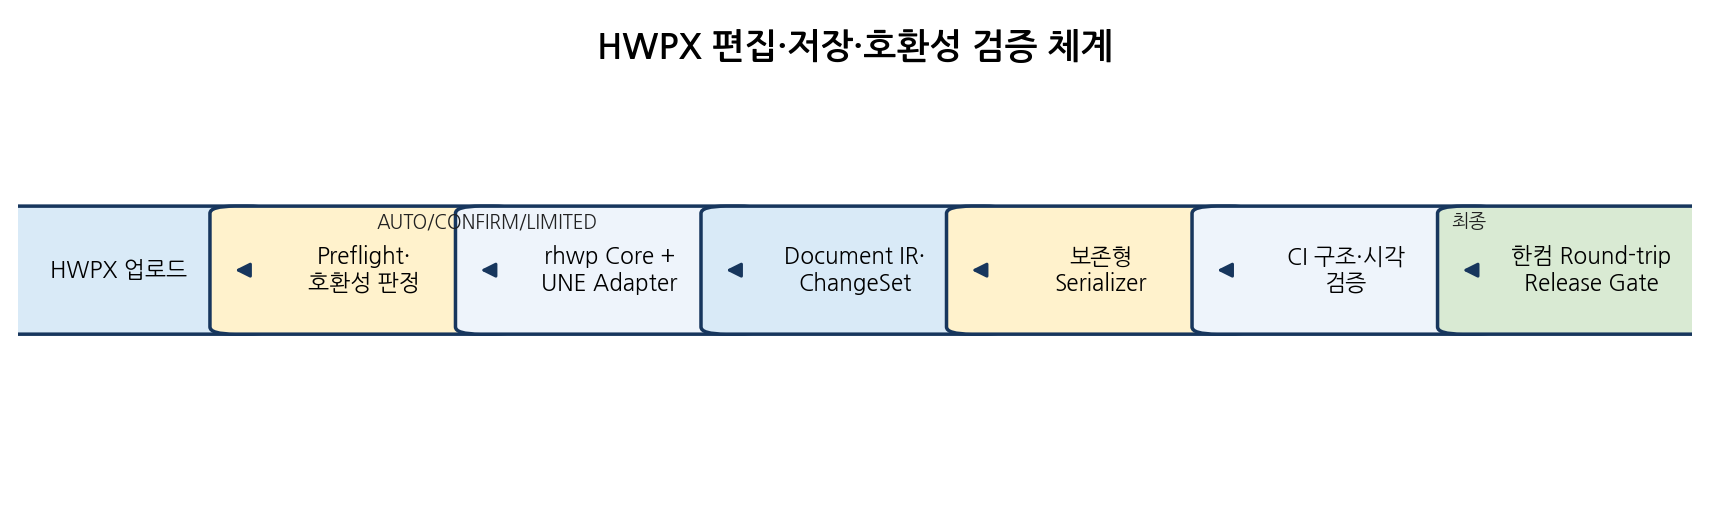 HWPX 편집·저장·호환성 검증 체계
HWPX 업로드
AUTO/CONFIRM/LIMITED
Preflight·
호환성 판정
rhwp Core +
UNE Adapter
Document IR·
ChangeSet
보존형
Serializer
CI 구조·시각
검증
최종
한컴 Round-trip
Release Gate